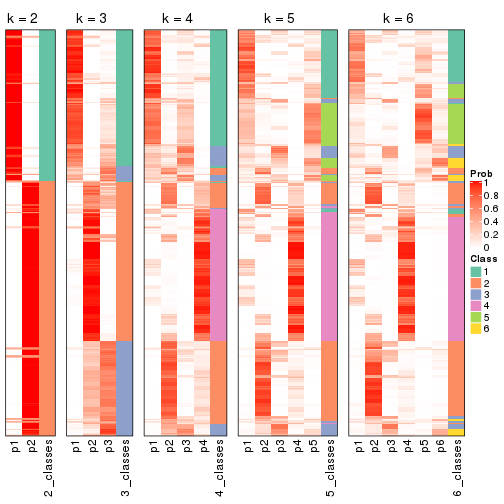 k = 2
k = 3
k = 4
k = 5
k = 6
p1
p2
2_classes
p1
p2
p3
3_classes
p1
p2
p3
p4
4_classes
p1
p2
p3
p4
p5
5_classes
p1
p2
p3
p4
p5
p6
6_classes
Prob
1
0.8
0.6
0.4
0.2
0
Class
1
2
3
4
5
6